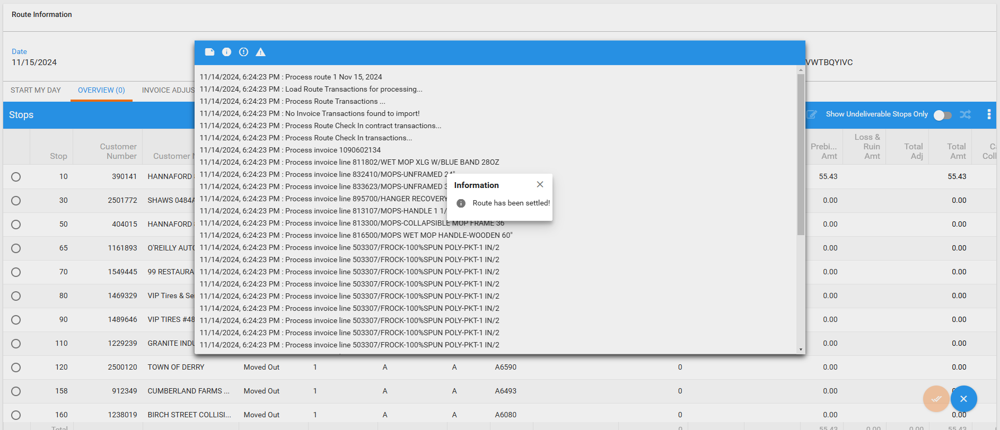 Route Information
Date
11/15/2024
VWTBQYIVC
START MY DAY
OVERVIEW (0)
INVOICE ADJUS
Stops
Show Undeliverable Stops Only
Stop
Customer Number
Customer
Prebi... Amt
Loss & Ruin Amt
Total Adj
Total Amt
11/14/2024, 6:24:23 PM : Process route 1 Nov 15, 2024
11/14/2024, 6:24:23 PM : Load Route Transactions for processing...
11/14/2024, 6:24:23 PM : Process Route Transactions ...
11/14/2024, 6:24:23 PM : No Invoice Transactions found to import!
11/14/2024, 6:24:23 PM : Process Route Check In contract transactions...
11/14/2024, 6:24:23 PM : Process Route Check In transactions...
11/14/2024, 6:24:23 PM : Process invoice 1090602134
11/14/2024, 6:24:23 PM : Process invoice line 811802/WET MOP XLG W/BLUE BAND 28OZ
11/14/2024, 6:24:23 PM : Process invoice line 832410/MOPS-UNFRAMED 24"
11/14/2024, 6:24:23 PM : Process invoice line 833623/MOPS-UNFRAMED
11/14/2024, 6:24:23 PM : Process invoice line 895700/HANGER RECOVERY
11/14/2024, 6:24:23 PM : Process invoice line 813107/MOPS-HANDLE 1 1/
11/14/2024, 6:24:23 PM : Process invoice line 813300/MOPS-COLLAPSIBLE MOP FRAME 36
11/14/2024, 6:24:23 PM : Process invoice line 816500/MOPS WET MOP HANDLE-WOODEN 60"
11/14/2024, 6:24:23 PM : Process invoice line 503307/FROCK-100%SPUN POLY-PKT-1 IN/2
11/14/2024, 6:24:23 PM : Process invoice line 503307/FROCK-100%SPUN POLY-PKT-1 IN/2
11/14/2024, 6:24:23 PM : Process invoice line 503307/FROCK-100%SPUN POLY-PKT-1 IN/2
11/14/2024, 6:24:23 PM : Process invoice line 503307/FROCK-100%SPUN POLY-PKT-1 IN/2
11/14/2024, 6:24:23 PM : Process invoice line 503307/FROCK-100%SPUN POLY-PKT-1 IN/2
11/14/2024, 6:24:23 PM : Process invoice line 503307/FROCK-100%SPUN POLY-PKT-1 IN/2
11/14/2024, 6:24:23 PM : Process invoice line 503307/FROCK-100%SPUN POLY-PKT-1 IN/2
11/14/2024, 6:24:23 PM : Process invoice line 503307/FROCK-100%SPUN POLY-PKT-1 IN/2
11/14/2024, 6:24:23 PM : Process invoice line 503307/FROCK-100%SPUN POLY-PKT-1 IN/2
Information
Route has been settled!
10 390141 HANNAFORD 55.43 55.43
30 2501772 SHAWS 0484A 0.00 0.00
50 404015 HANNAFORD 0.00 0.00
65 1161893 O'REILLY AUTO 0.00 0.00
70 1549445 99 RESTAURA 0.00 0.00
80 1469329 VIP Tires & Se 0.00 0.00
90 1489646 VIP TIRES #48 0.00 0.00
110 1229239 GRANITE INDU 0.00 0.00
120 2500120 TOWN OF DERRY Moved Out 1 A A A6590 0 0.00 0.00
158 912349 CUMBERLAND FARMS ... Moved Out 1 A A A6493 0 0.00
160 1238019 BIRCH STREET COLLISI... Moved Out 1 A A A6080 0 0.00 0.00
Total 0 55.43 0.00 0.00 55.43